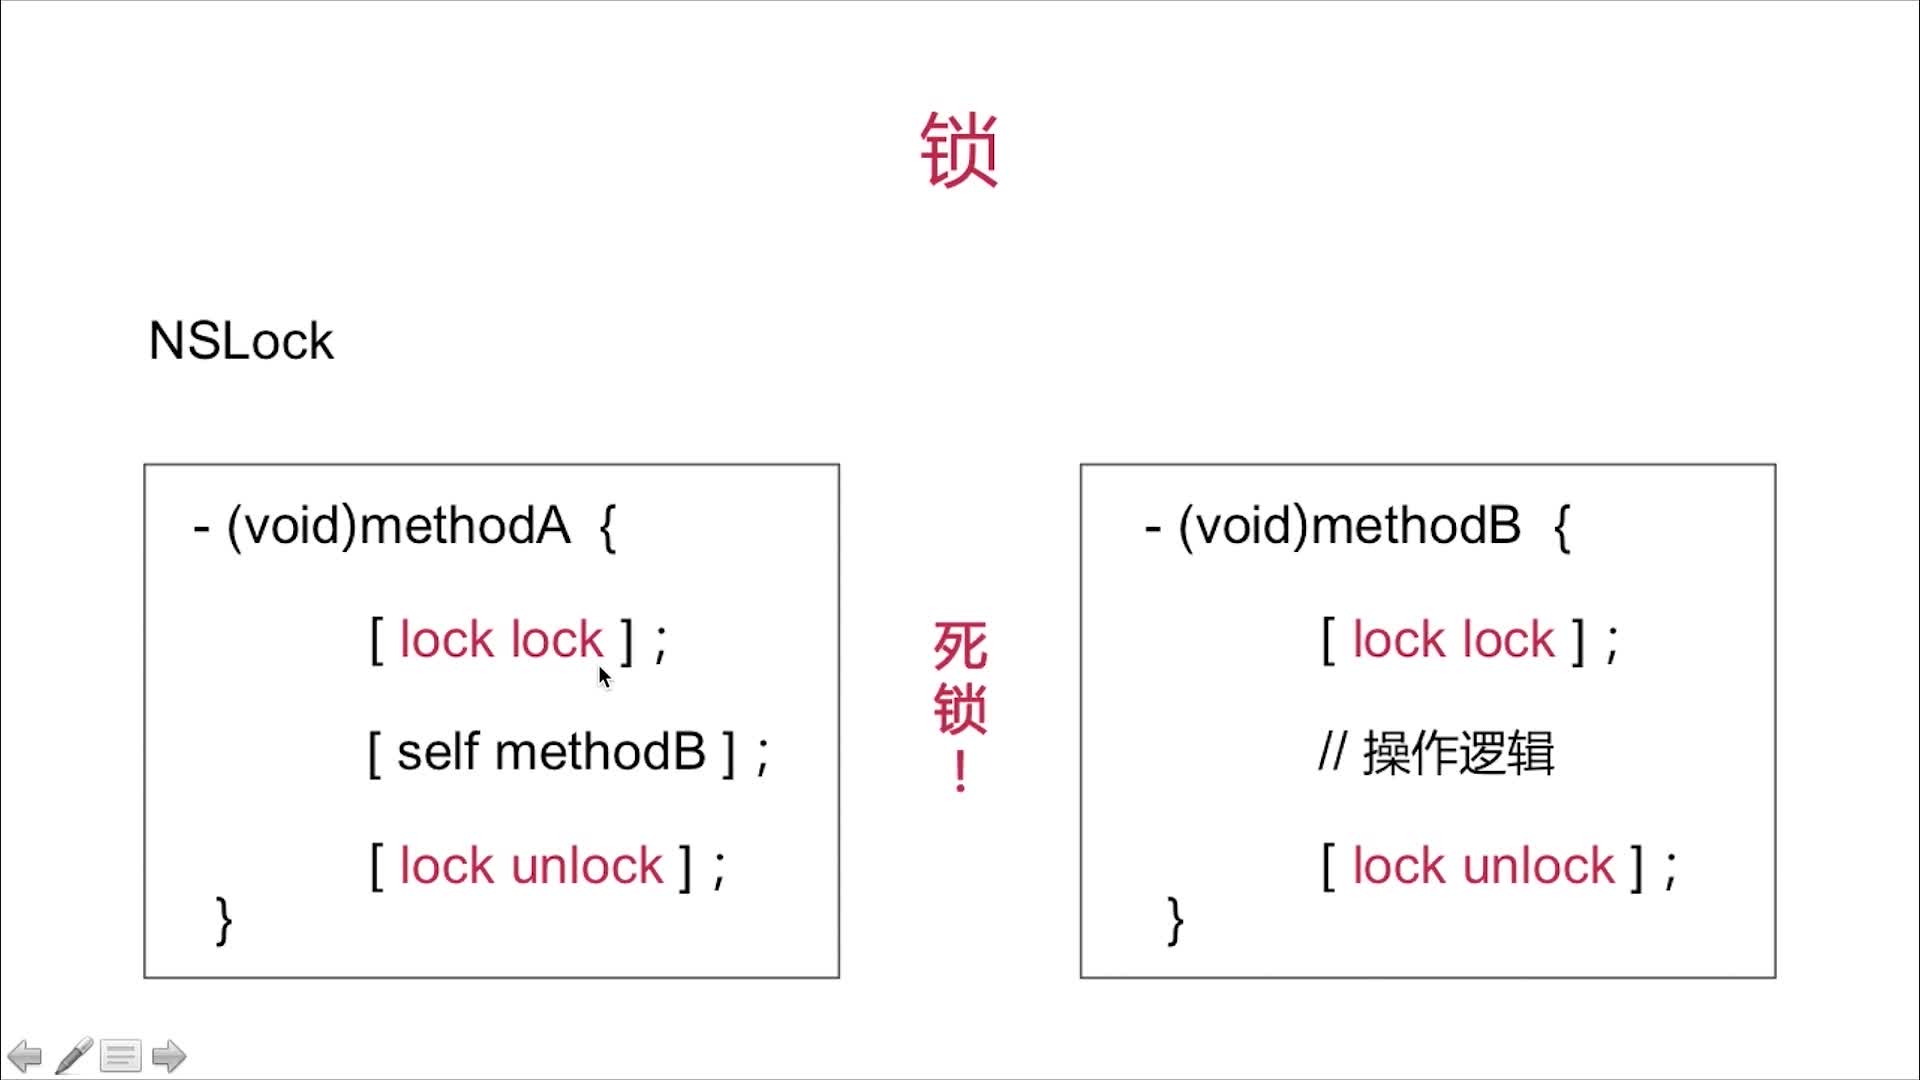 锁
NSLock
- (void)methodA {
[ lock lock ] ;
[ self methodB ] ;
[ lock unlock ] ;
}
死锁！
- (void)methodB {
[ lock lock ] ;
// 操作逻辑
[ lock unlock ] ;
}